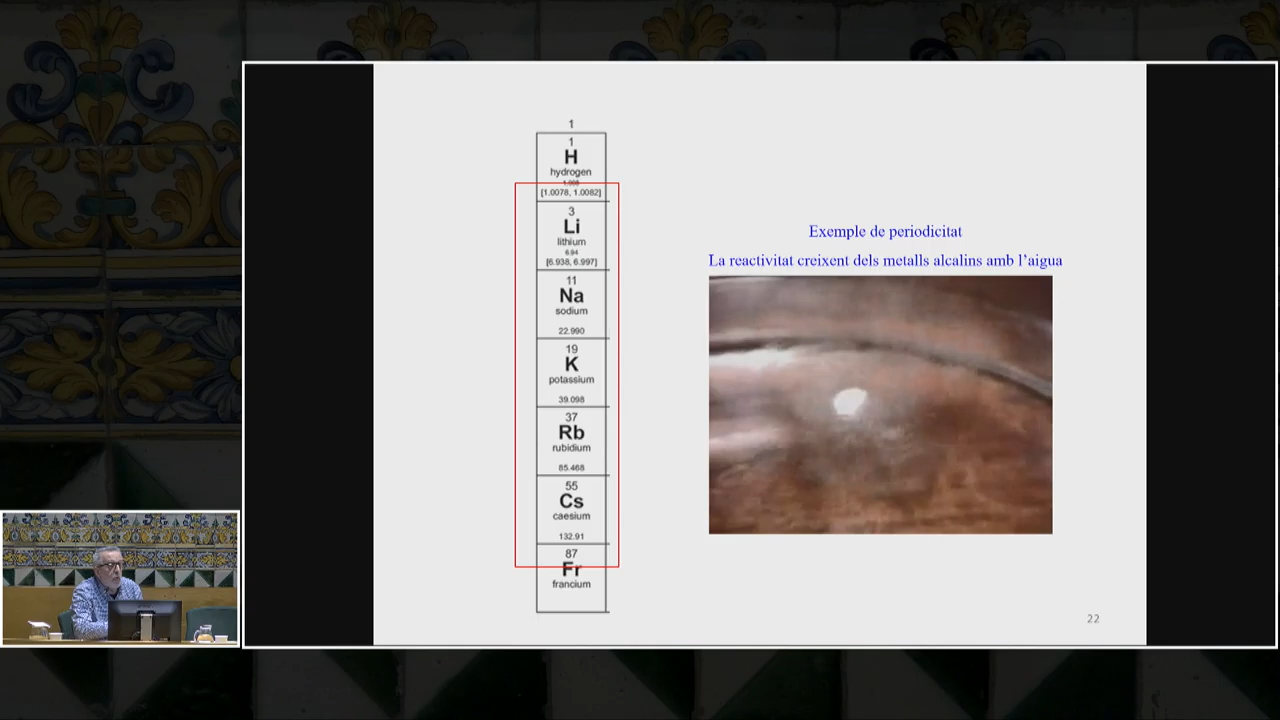 1
1
H
hydrogen
1.008
[1.0078, 1.0082]
3
Li
lithium
6.94
[6.938, 6.997]
11
Na
sodium
22.990
19
K
potassium
39.098
37
Rb
rubidium
85.468
55
Cs
caesium
132.91
87
Fr
francium
Exemple de periodicitat
La reactivitat creixent dels metalls alcalins amb l'aigua
22